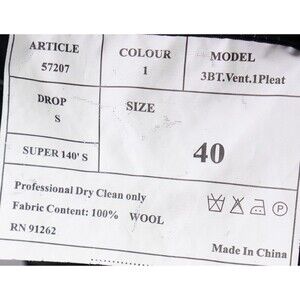 ARTICLE
57207
COLOUR
1
MODEL
3BT.Vent.1Pleat
DROP
S
SIZE
40
SUPER 140' S
Professional Dry Clean only
Fabric Content: 100% WOOL
RN 91262
Made In China